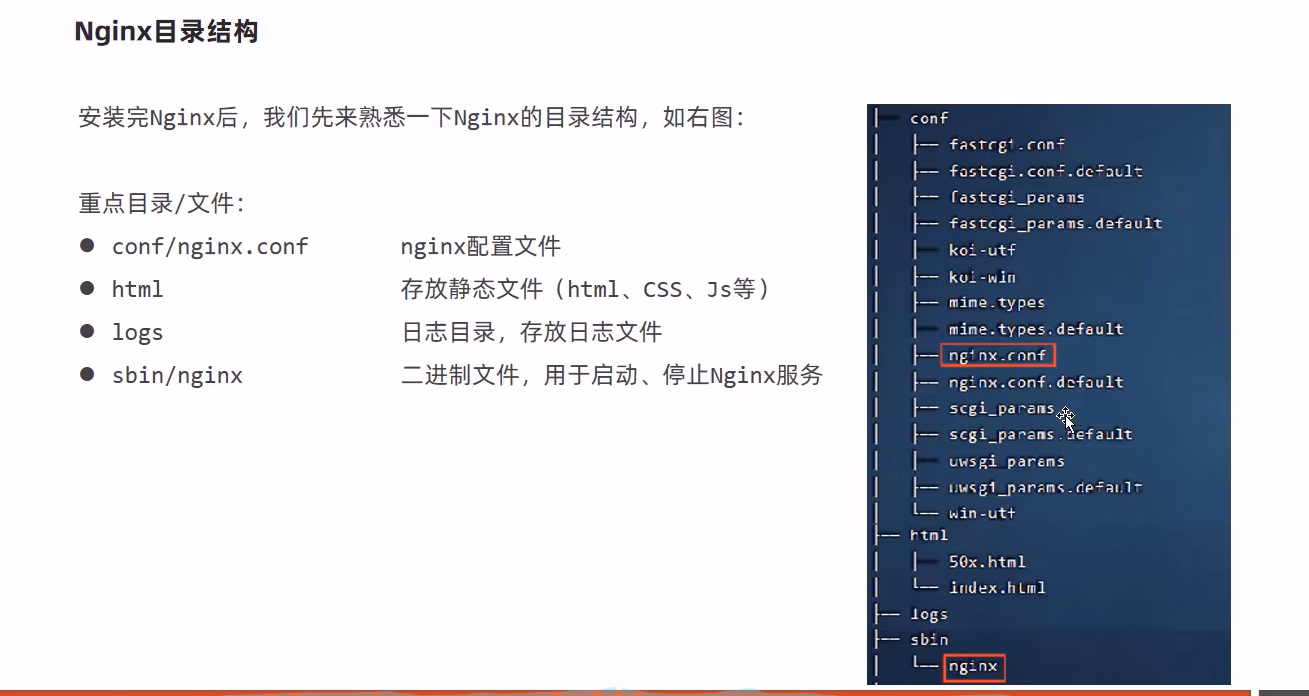 Nginx目录结构
安装完Nginx后，我们先来熟悉一下Nginx的目录结构，如右图：
重点目录/文件：
● conf/nginx.conf nginx配置文件
● html 存放静态文件（html、CSS、Js等）
● logs 日志目录，存放日志文件
● sbin/nginx 二进制文件，用于启动、停止Nginx服务
├── conf
│   ├── fastcgi.conf
│   ├── fastcgi.conf.default
│   ├── fastcgi_params
│   ├── fastcgi_params.default
│   ├── koi-utf
│   ├── koi-win
│   ├── mime.types
│   ├── mime.types.default
│   ├── nginx.conf
│   ├── nginx.conf.default
│   ├── scgi_params
│   ├── scgi_params.default
│   ├── uwsgi_params
│   ├── uwsgi_params.default
│   └── win-utf
├── html
│   ├── 50x.html
│   └── index.html
├── logs
├── sbin
│   └── nginx